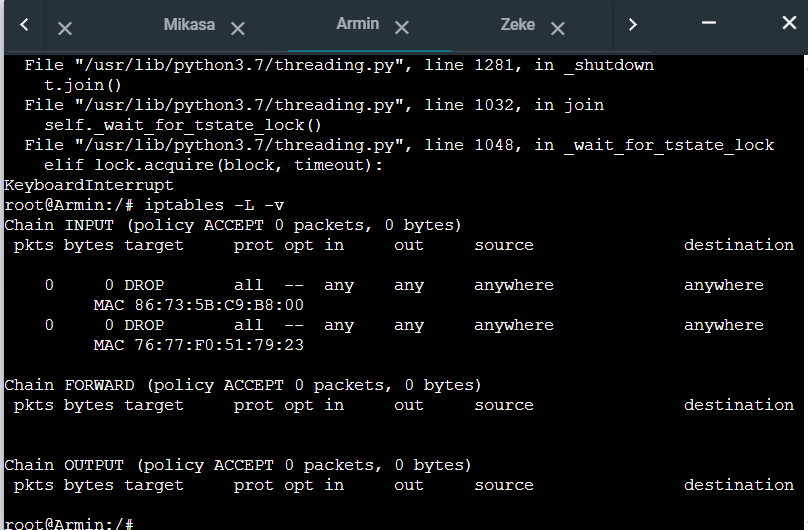 Mikasa Armin Zeke
  File "/usr/lib/python3.7/threading.py", line 1281, in _shutdown
    t.join()
  File "/usr/lib/python3.7/threading.py", line 1032, in join
    self._wait_for_tstate_lock()
  File "/usr/lib/python3.7/threading.py", line 1048, in _wait_for_tstate_lock
    elif lock.acquire(block, timeout):
KeyboardInterrupt
root@Armin:/# iptables -L -v
Chain INPUT (policy ACCEPT 0 packets, 0 bytes)
 pkts bytes target     prot opt in     out     source               destination
    0     0 DROP       all  --  any    any     anywhere             anywhere
         MAC 86:73:5B:C9:B8:00
    0     0 DROP       all  --  any    any     anywhere             anywhere
         MAC 76:77:F0:51:79:23
Chain FORWARD (policy ACCEPT 0 packets, 0 bytes)
 pkts bytes target     prot opt in     out     source               destination
Chain OUTPUT (policy ACCEPT 0 packets, 0 bytes)
 pkts bytes target     prot opt in     out     source               destination
root@Armin:/#